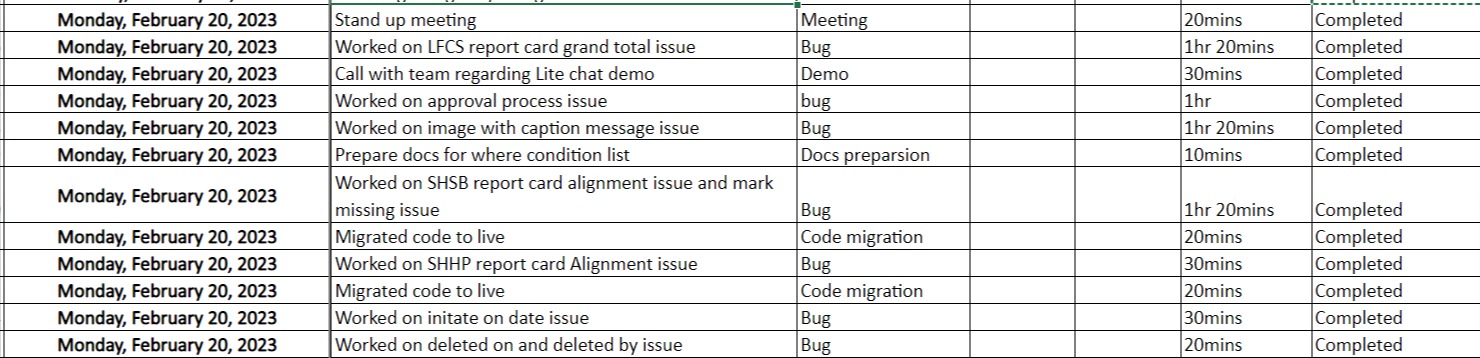 Monday, February 20, 2023 Stand up meeting Meeting 20mins Completed
Monday, February 20, 2023 Worked on LFCS report card grand total issue Bug 1hr 20mins Completed
Monday, February 20, 2023 Call with team regarding Lite chat demo Demo 30mins Completed
Monday, February 20, 2023 Worked on approval process issue bug 1hr Completed
Monday, February 20, 2023 Worked on image with caption message issue Bug 1hr 20mins Completed
Monday, February 20, 2023 Prepare docs for where condition list Docs preparsion 10mins Completed
Monday, February 20, 2023 Worked on SHSB report card alignment issue and mark
missing issue Bug 1hr 20mins Completed
Monday, February 20, 2023 Migrated code to live Code migration 20mins Completed
Monday, February 20, 2023 Worked on SHHP report card Alignment issue Bug 30mins Completed
Monday, February 20, 2023 Migrated code to live Code migration 20mins Completed
Monday, February 20, 2023 Worked on initate on date issue Bug 30mins Completed
Monday, February 20, 2023 Worked on deleted on and deleted by issue Bug 20mins Completed